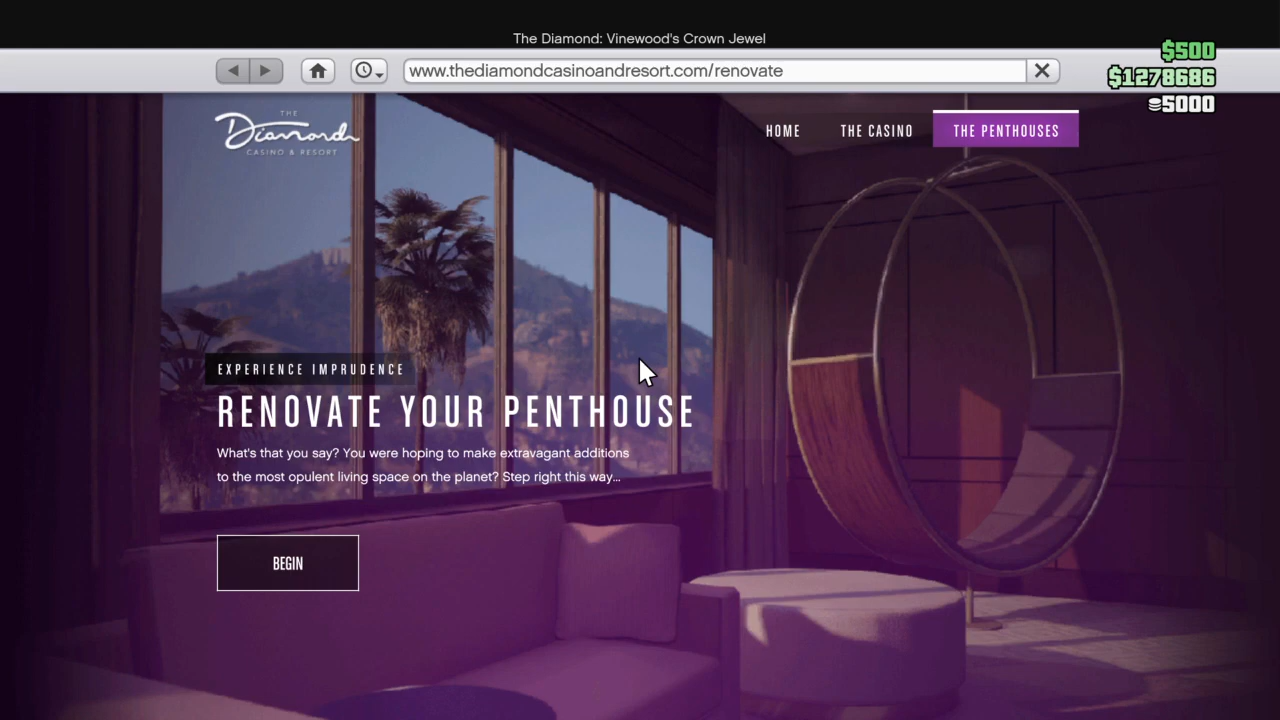 The Diamond: Vinewood's Crown Jewel
$500
www.thediamondcasinoandresort.com/renovate
$1278686
5000
THE
Diamond
CASINO & RESORT
HOME
THE CASINO
THE PENTHOUSES
EXPERIENCE IMPRUDENCE
RENOVATE YOUR PENTHOUSE
What's that you say? You were hoping to make extravagant additions
to the most opulent living space on the planet? Step right this way...
BEGIN